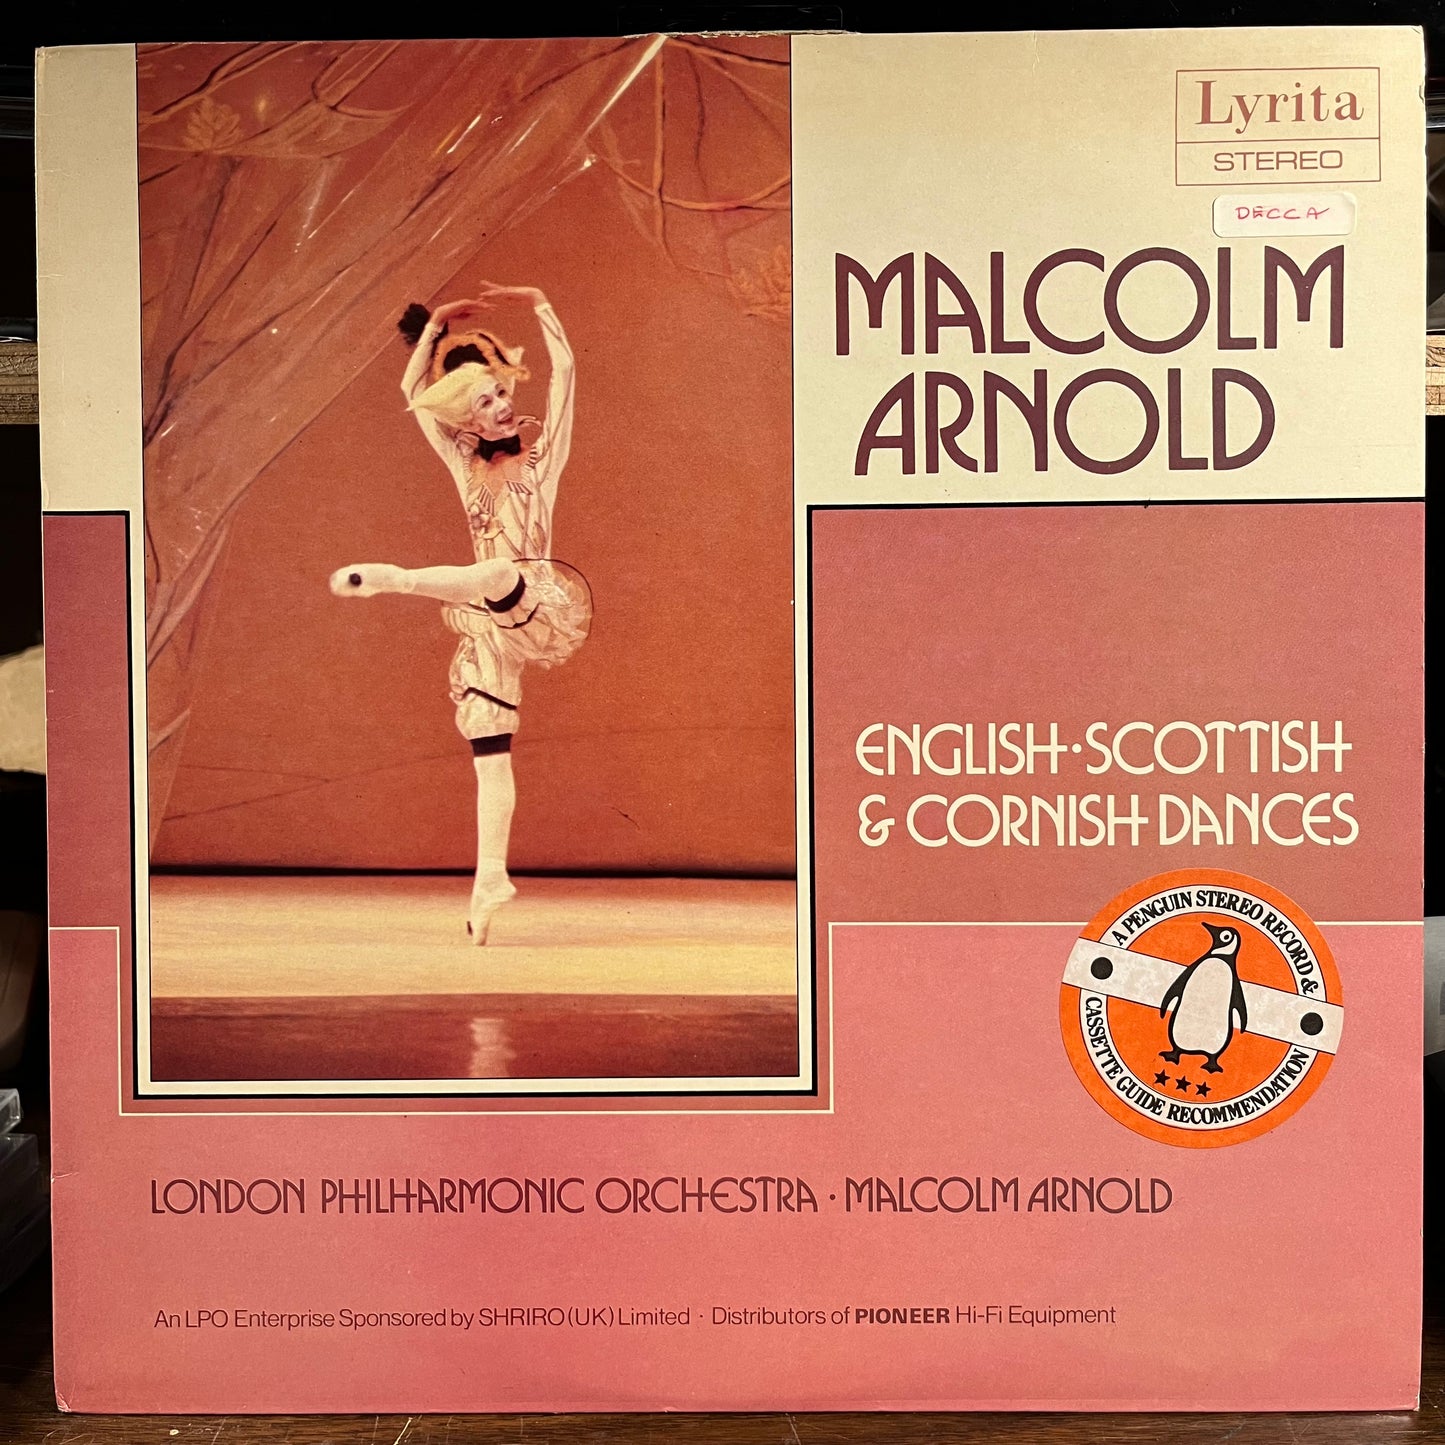 Lyrita
STEREO
DECCA
MALCOLM
ARNOLD
ENGLISH·SCOTTISH
& CORNISH DANCES
A PENGUIN STEREO RECORD &
CASSETTE GUIDE RECOMMENDATION
LONDON PHILHARMONIC ORCHESTRA · MALCOLM ARNOLD
An LPO Enterprise Sponsored by SHRIRO (UK) Limited · Distributors of PIONEER Hi-Fi Equipment